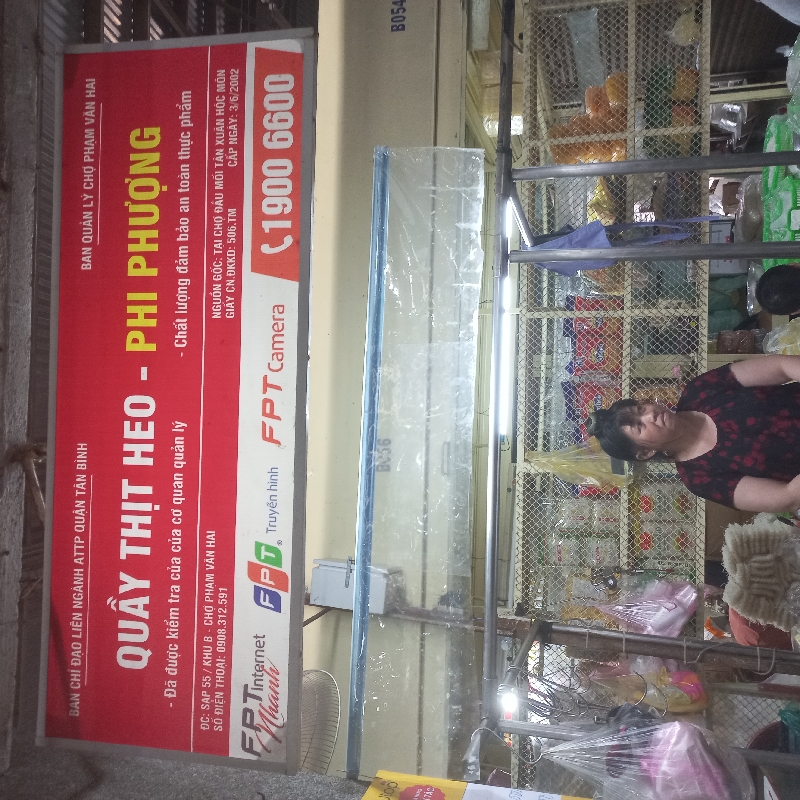 BAN CHỈ ĐẠO LIÊN NGÀNH ATTP QUẬN TÂN BÌNH
BAN QUẢN LÝ CHỢ PHẠM VĂN HAI
QUẦY THỊT HEO - PHI PHƯỢNG
- Đã được kiểm tra của của cơ quan quản lý
- Chất lượng đảm bảo an toàn thực phẩm
ĐC: SẠP 55 / KHU B - CHỢ PHẠM VĂN HAI
SỐ ĐIỆN THOẠI: 0908.312.591
NGUỒN GỐC: TẠI CHỢ ĐẦU MỐI TÂN XUÂN HÓC MÔN
GIẤY CN.ĐKKD: 506.TM CẤP NGÀY: 3/6/2002
FPT Internet
Nhanh
FPT Truyền hình
FPT Camera
1900 6600
B056
B054